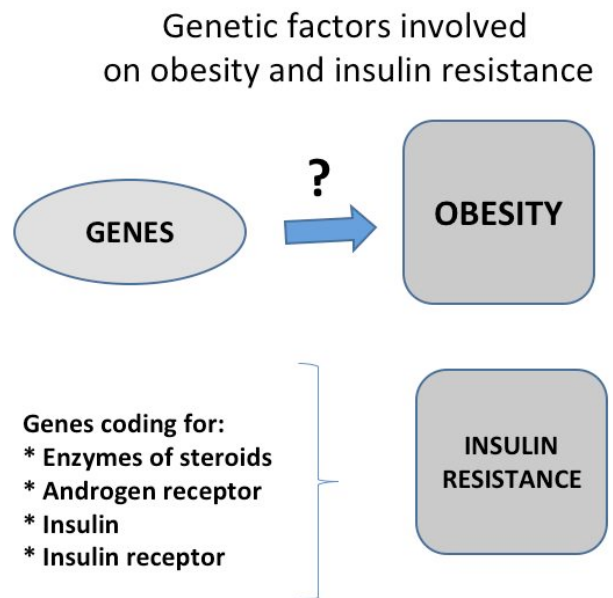 Genetic factors involved
on obesity and insulin resistance
?
GENES
OBESITY
Genes coding for:
* Enzymes of steroids
* Androgen receptor
* Insulin
* Insulin receptor
INSULIN
RESISTANCE